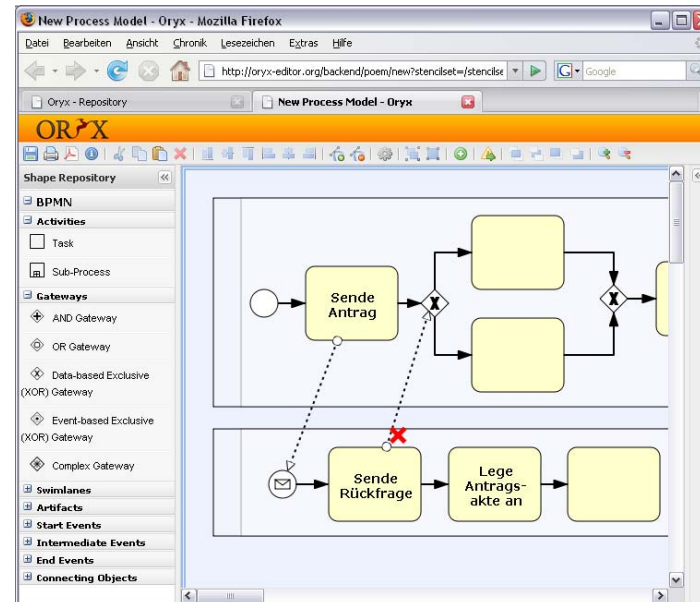 New Process Model - Oryx - Mozilla Firefox
Datei Bearbeiten Ansicht Chronik Lesezeichen Extras Hilfe
http://oryx-editor.org/backend/poem/new?stencilset=/stencilse
Google
Oryx - Repository
New Process Model - Oryx
ORYX
Shape Repository
BPMN
Activities
Task
Sub-Process
Gateways
AND Gateway
OR Gateway
Data-based Exclusive
(XOR) Gateway
Event-based Exclusive
(XOR) Gateway
Complex Gateway
Swimlanes
Artifacts
Start Events
Intermediate Events
End Events
Connecting Objects
Sende
Antrag
X
X
Sende
Rückfrage
Lege
Antrags-
akte an